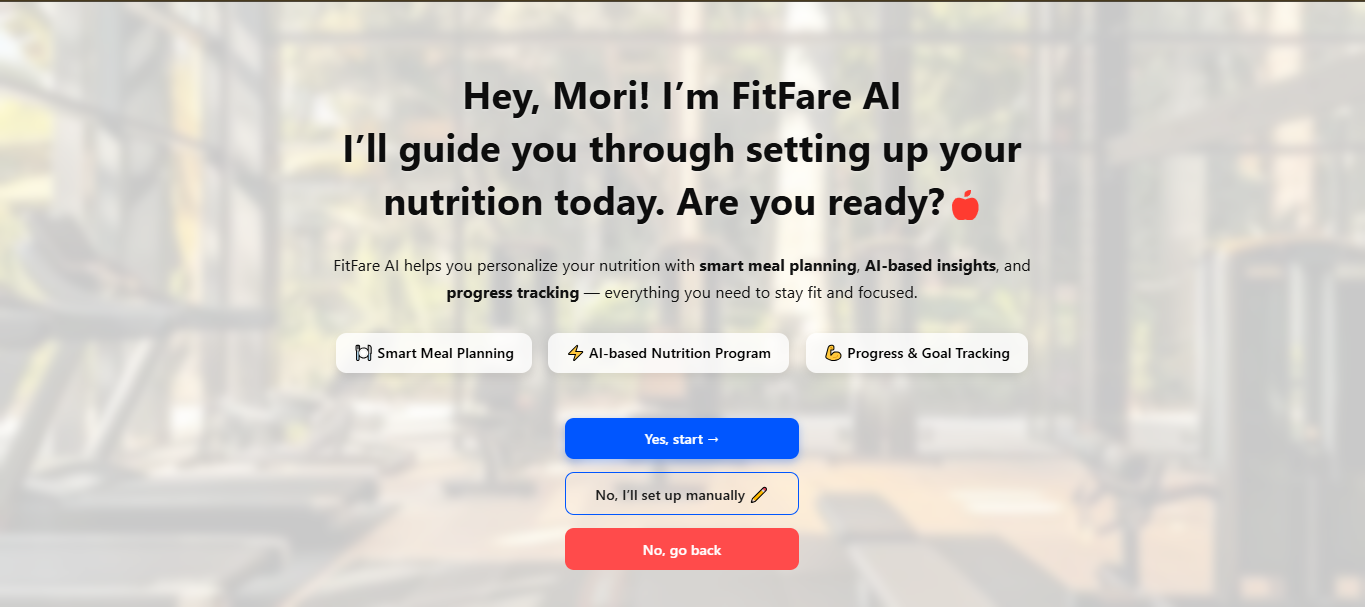 Hey, Mori! I’m FitFare AI
I’ll guide you through setting up your
nutrition today. Are you ready?🍎
FitFare AI helps you personalize your nutrition with smart meal planning, AI-based insights, and
progress tracking — everything you need to stay fit and focused.
🍽 Smart Meal Planning
⚡ AI-based Nutrition Program
💪 Progress & Goal Tracking
Yes, start →
No, I’ll set up manually ✏️
No, go back